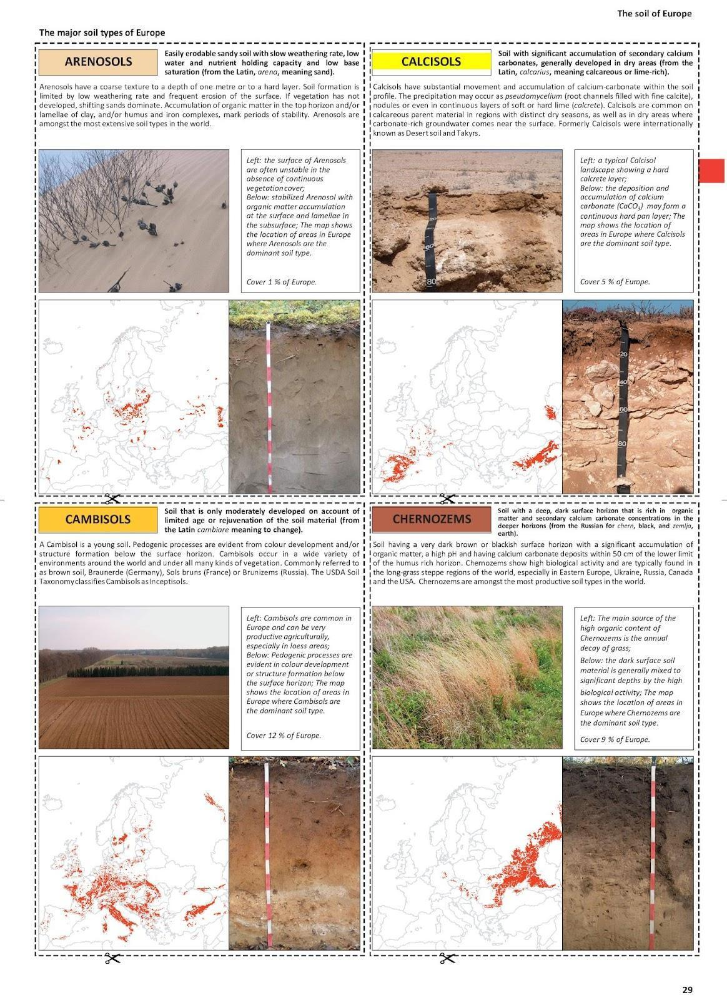 The soil of Europe
The major soil types of Europe
ARENOSOLS
Easily erodable sandy soil with slow weathering rate, low
water and nutrient holding capacity and low base
saturation (from the Latin, arena, meaning sand).
Arenosols have a coarse texture to a depth of one metre or to a hard layer. Soil formation is
limited by low weathering rate and frequent erosion of the surface. If vegetation has not
developed, shifting sands dominate. Accumulation of organic matter in the top horizon and/or
lamellae of clay, and/or humus and iron complexes, mark periods of stability. Arenosols are
amongst the most extensive soil types in the world.
Left: the surface of Arenosols
are often unstable in the
absence of continuous
vegetation cover;
Below: stabilized Arenosol with
organic matter accumulation
at the surface and lamellae in
the subsurface; The map shows
the location of areas in Europe
where Arenosols are the
dominant soil type.
Cover 1 % of Europe.
CALCISOLS
Soil with significant accumulation of secondary calcium
carbonates, generally developed in dry areas (from the
Latin, calcarius, meaning calcareous or lime-rich).
Calcisols have substantial movement and accumulation of calcium-carbonate within the soil
profile. The precipitation may occur as pseudomycelium (root channels filled with fine calcite),
nodules or even in continuous layers of soft or hard lime (calcrete). Calcisols are common on
calcareous parent material in regions with distinct dry seasons, as well as in dry areas where
carbonate-rich groundwater comes near the surface. Formerly Calcisols were internationally
known as Desert soil and Takyrs.
20
60
80
Left: a typical Calcisol
landscape showing a hard
calcrete layer;
Below: the deposition and
accumulation of calcium
carbonate (CaCO3) may form a
continuous hard pan layer; The
map shows the location of
areas in Europe where Calcisols
are the dominant soil type.
Cover 5 % of Europe.
20
40
60
80
CAMBISOLS
Soil that is only moderately developed on account of
limited age or rejuvenation of the soil material (from
the Latin cambiare meaning to change).
A Cambisol is a young soil. Pedogenic processes are evident from colour development and/or
structure formation below the surface horizon. Cambisols occur in a wide variety of
environments around the world and under all many kinds of vegetation. Commonly referred to
as brown soil, Braunerde (Germany), Sols bruns (France) or Brunizems (Russia). The USDA Soil
Taxonomy classifies Cambisols as Inceptisols.
Left: Cambisols are common in
Europe and can be very
productive agriculturally,
especially in loess areas;
Below: Pedogenic processes are
evident in colour development
or structure formation below
the surface horizon; The map
shows the location of areas in
Europe where Cambisols are
the dominant soil type.
Cover 12 % of Europe.
CHERNOZEMS
Soil with a deep, dark surface horizon that is rich in organic
matter and secondary calcium carbonate concentrations in the
deeper horizons (from the Russian for chern, black, and zemlja,
earth).
Soil having a very dark brown or blackish surface horizon with a significant accumulation of
organic matter, a high pH and having calcium carbonate deposits within 50 cm of the lower limit
of the humus rich horizon. Chernozems show high biological activity and are typically found in
the long-grass steppe regions of the world, especially in Eastern Europe, Ukraine, Russia, Canada
and the USA. Chernozems are amongst the most productive soil types in the world.
Left: The main source of the
high organic content of
Chernozems is the annual
decay of grass;
Below: the dark surface soil
material is generally mixed to
significant depths by the high
biological activity; The map
shows the location of areas in
Europe where Chernozems are
the dominant soil type.
Cover 9 % of Europe.
29